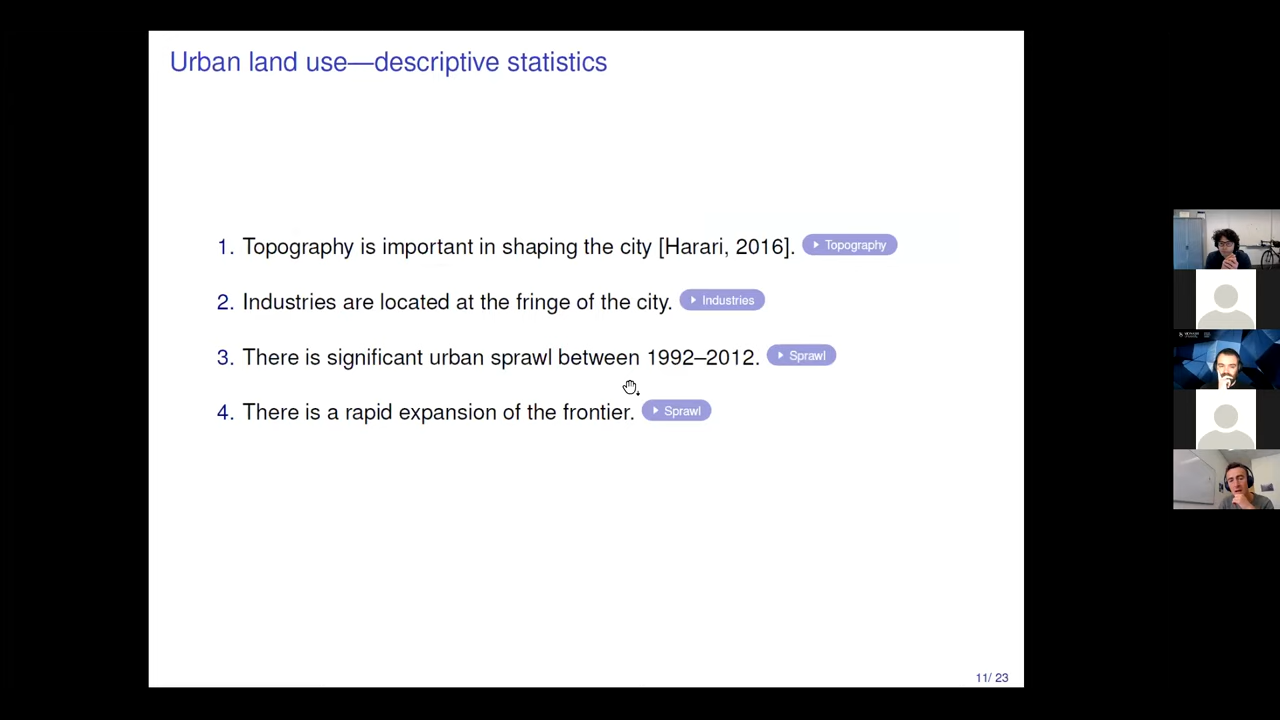 Urban land use—descriptive statistics
1. Topography is important in shaping the city [Harari, 2016]. Topography
2. Industries are located at the fringe of the city. Industries
3. There is significant urban sprawl between 1992–2012. Sprawl
4. There is a rapid expansion of the frontier. Sprawl
11/ 23